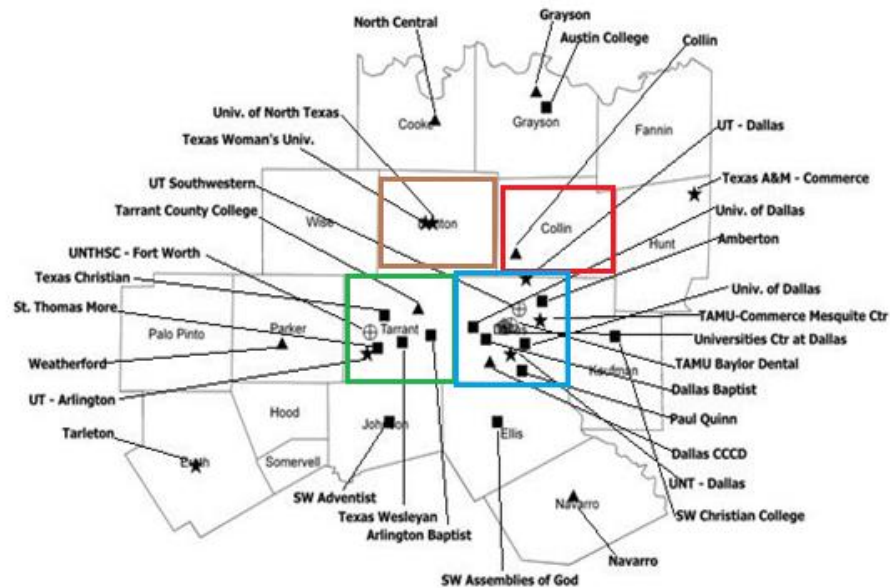 North Central
Grayson
Austin College
Collin
Univ. of North Texas
Texas Woman's Univ.
UT Southwestern
Tarrant County College
UNTHSC - Fort Worth
Texas Christian
St. Thomas More
Weatherford
UT - Arlington
Tarleton
Cooke
Grayson
Fannin
Wise
Denton
Collin
Hunt
Palo Pinto
Parker
Tarrant
Dallas
Kaufman
Hood
Johnson
Ellis
Erath
Somervell
Navarro
UT - Dallas
Texas A&M - Commerce
Univ. of Dallas
Amberton
Univ. of Dallas
TAMU-Commerce Mesquite Ctr
Universities Ctr at Dallas
TAMU Baylor Dental
Dallas Baptist
Paul Quinn
Dallas CCCD
UNT - Dallas
SW Christian College
Navarro
SW Adventist
Texas Wesleyan
Arlington Baptist
SW Assemblies of God